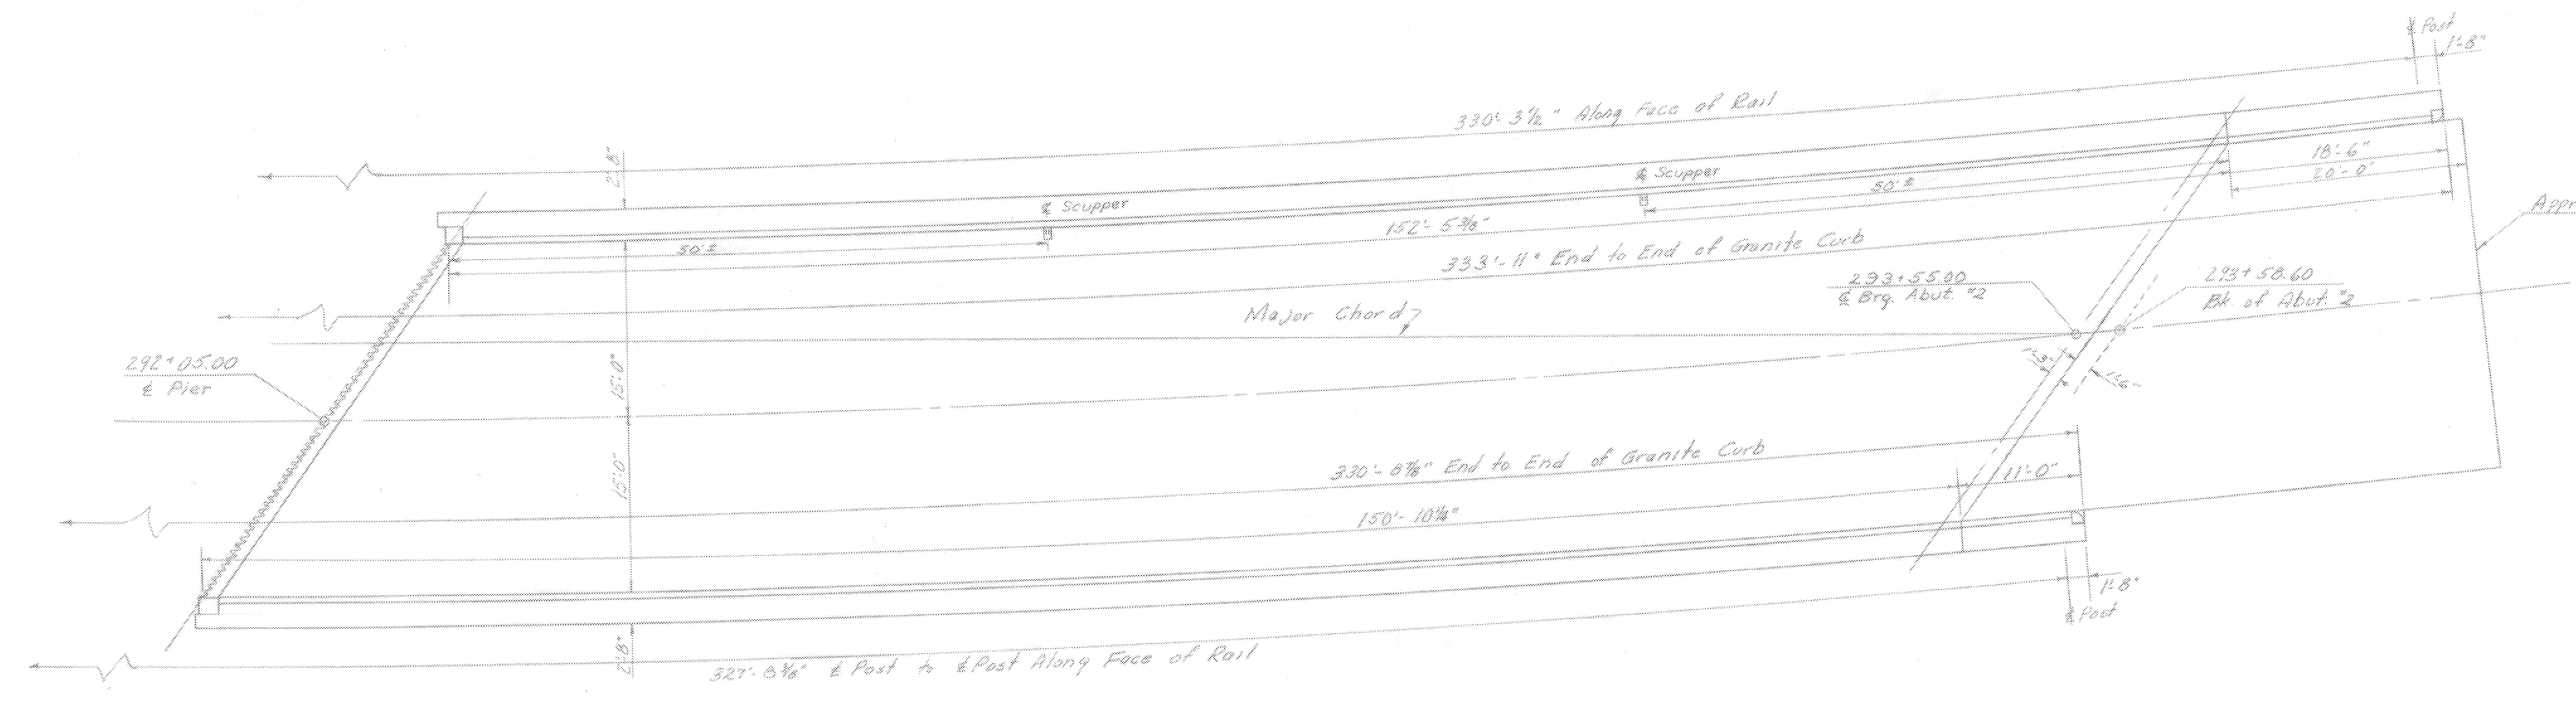 ℄ Post
1'-8"
330'-3½" Along Face of Rail
2'-8"
℄ Scupper
18'-6"
20'-0"
50'±
℄ Scupper
152'-5⅜"
50'±
333'-11" End to End of Granite Curb
Appr
293+55.00
℄ Brg. Abut. #2
293+58.60
Bk. of Abut. #2
Major Chord
292+05.00
℄ Pier
15'-0"
15'-0"
330'-8⅞" End to End of Granite Curb
11'-0"
150'-10¼"
1'-8"
℄ Post
2'-8"
327'-8⅜" ℄ Post to ℄ Post Along Face of Rail